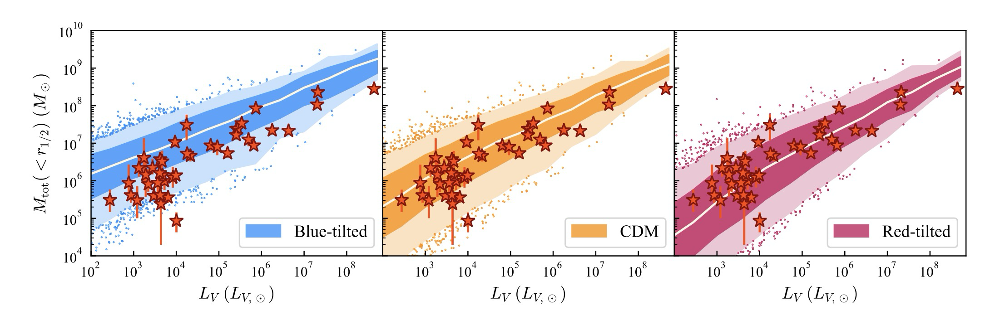 10^10
10^9
10^8
10^7
10^6
10^5
10^4
M_tot(< r_1/2) (M_⊙)
Blue-tilted
CDM
Red-tilted
10^2 10^3 10^4 10^5 10^6 10^7 10^8
10^3 10^4 10^5 10^6 10^7 10^8
10^3 10^4 10^5 10^6 10^7 10^8
L_V (L_V,⊙)
L_V (L_V,⊙)
L_V (L_V,⊙)